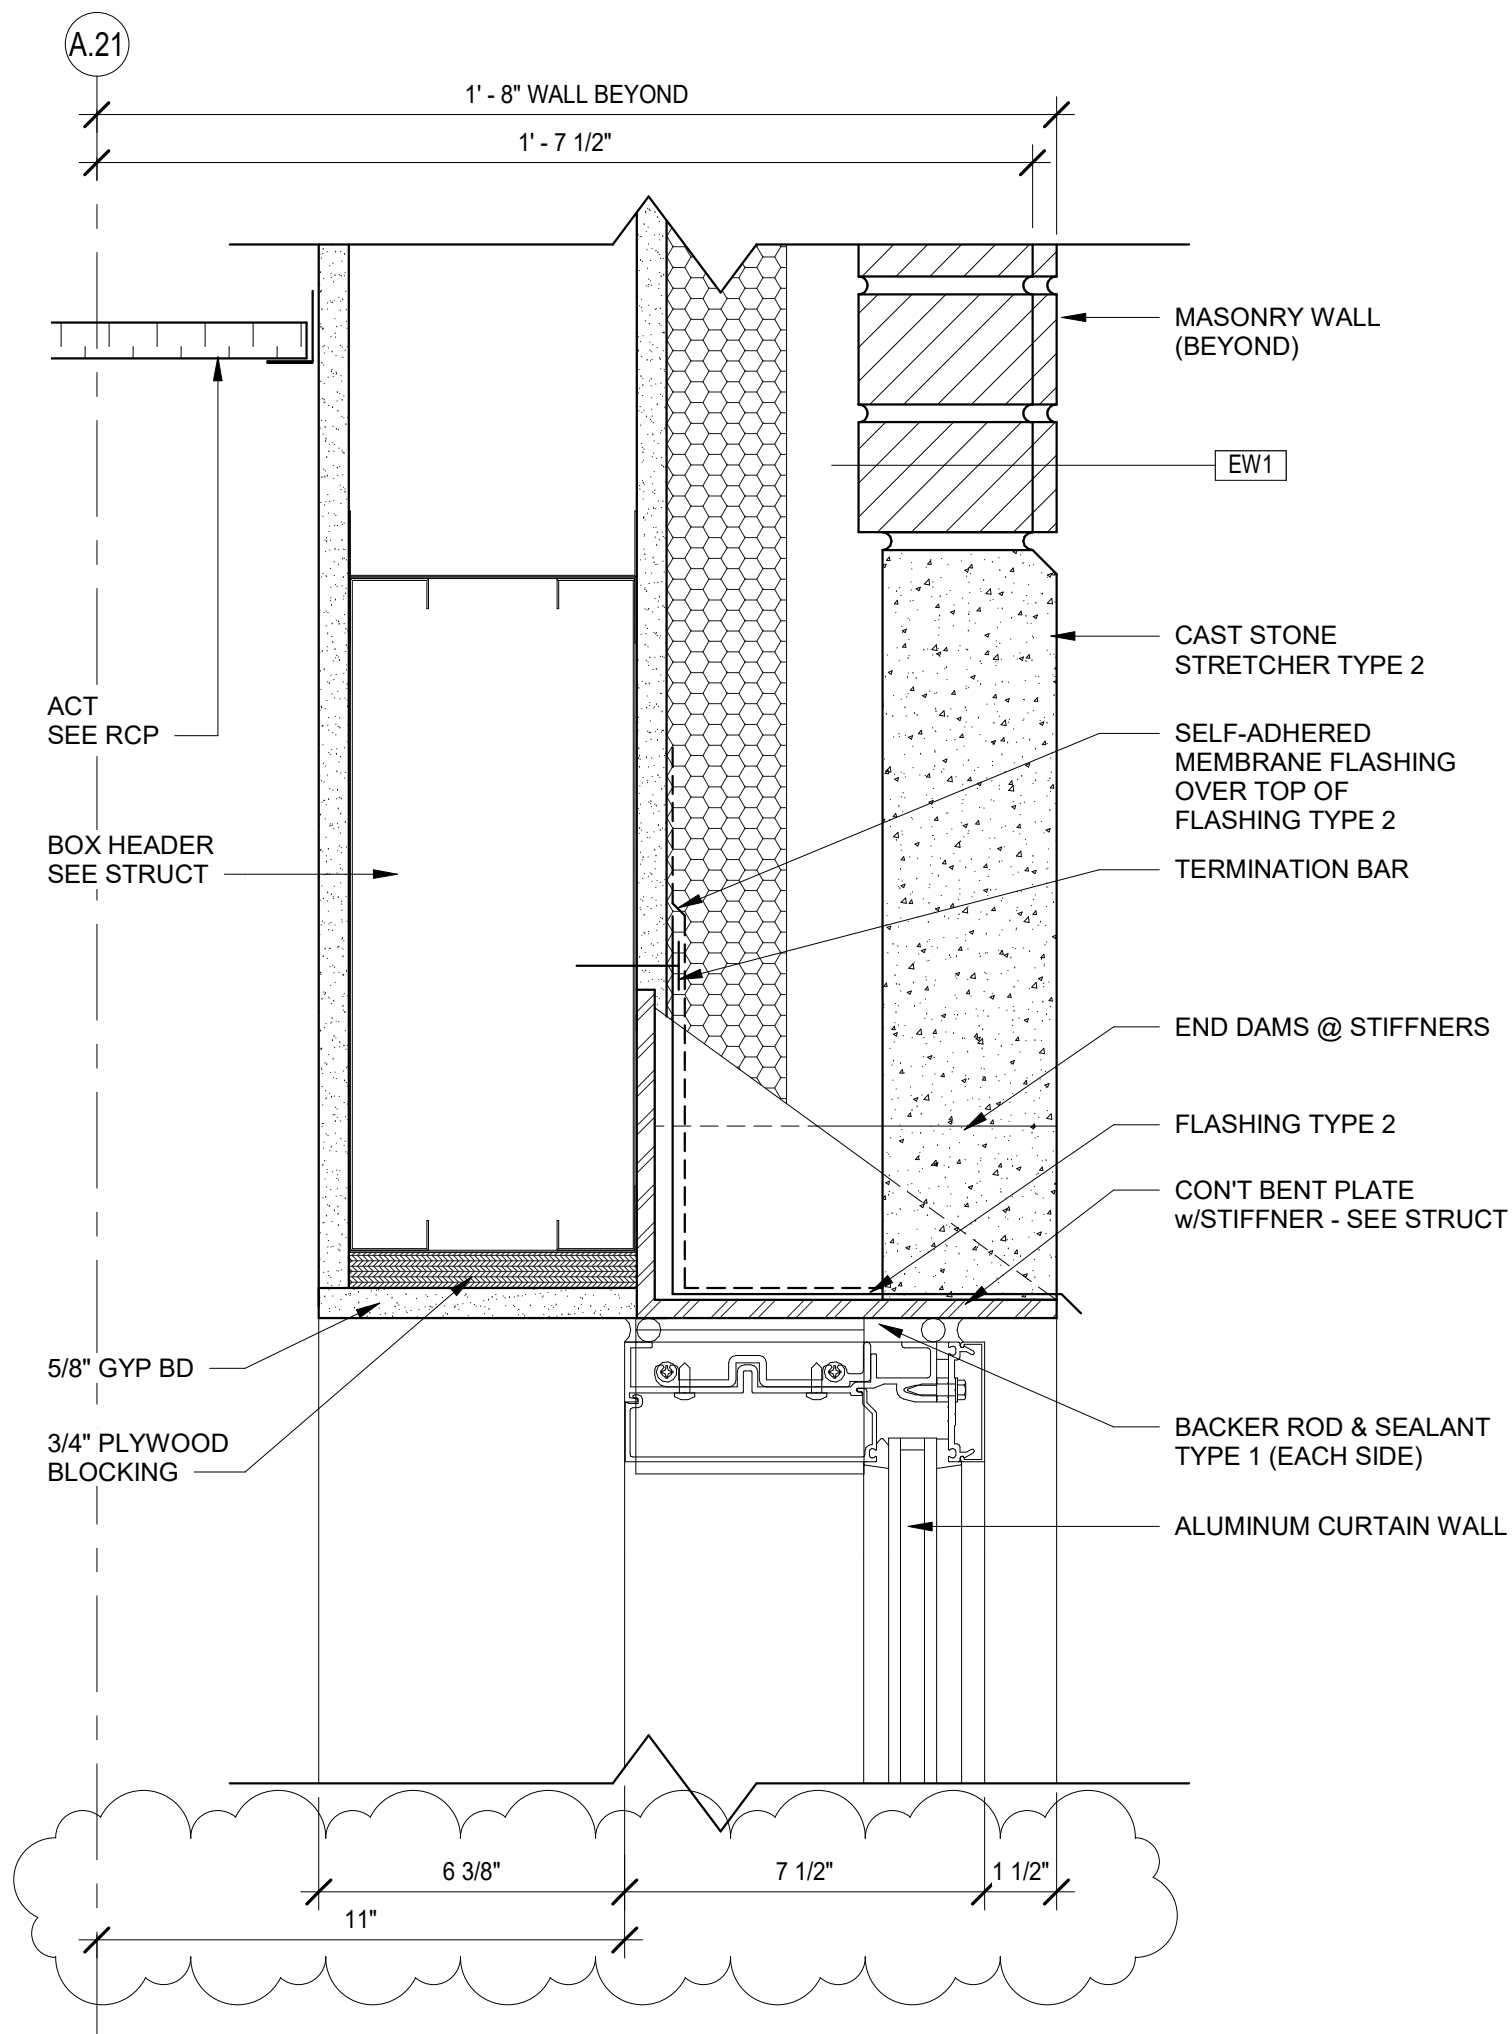 A.21
1' - 8" WALL BEYOND
1' - 7 1/2"
MASONRY WALL
(BEYOND)
EW1
CAST STONE
STRETCHER TYPE 2
ACT
SEE RCP
SELF-ADHERED
MEMBRANE FLASHING
OVER TOP OF
FLASHING TYPE 2
BOX HEADER
SEE STRUCT
TERMINATION BAR
END DAMS @ STIFFNERS
FLASHING TYPE 2
CON'T BENT PLATE
w/STIFFNER - SEE STRUCT
5/8" GYP BD
3/4" PLYWOOD
BLOCKING
BACKER ROD & SEALANT
TYPE 1 (EACH SIDE)
ALUMINUM CURTAIN WALL
6 3/8"
7 1/2"
1 1/2"
11"